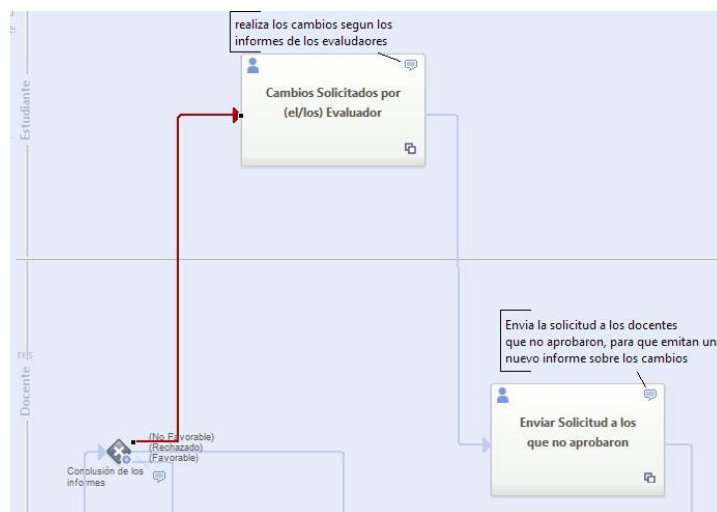 realiza los cambios segun los
informes de los evaludaores
Cambios Solicitados por
(el/los) Evaluador
Estudiante
Envia la solicitud a los docentes
que no aprobaron, para que emitan un
nuevo informe sobre los cambios
Docente
Enviar Solicitud a los
que no aprobaron
(No Favorable)
(Rechazado)
(Favorable)
Conclusión de los
informes